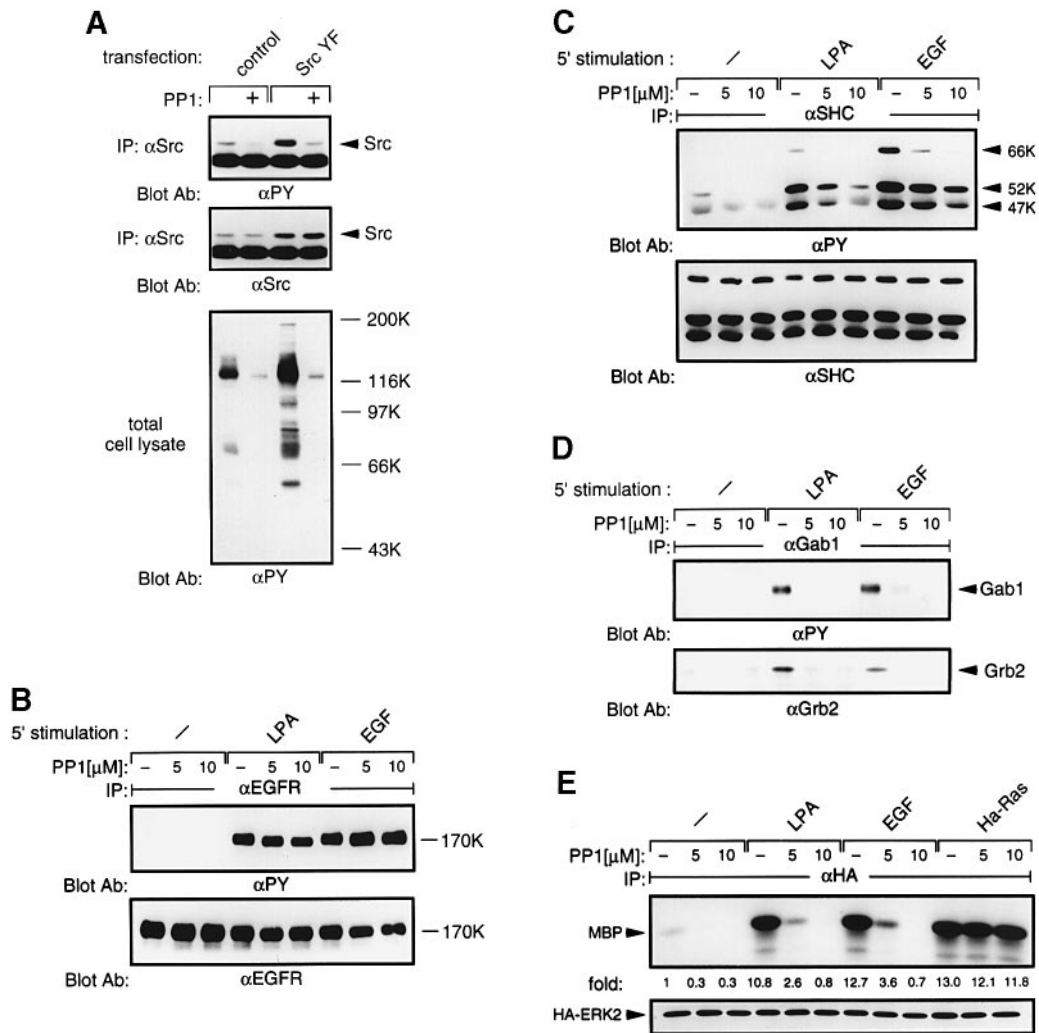 A
transfection: control Src YF
PP1: + +
IP: αSrc Src
Blot Ab: αPY
IP: αSrc Src
Blot Ab: αSrc
total
cell lysate
200K
116K
97K
66K
43K
Blot Ab: αPY
B
5' stimulation : / LPA EGF
PP1[μM]: – 5 10 – 5 10 – 5 10
IP: αEGFR
170K
Blot Ab: αPY
170K
Blot Ab: αEGFR
C
5' stimulation : / LPA EGF
PP1[μM]: – 5 10 – 5 10 – 5 10
IP: αSHC
66K
52K
47K
Blot Ab: αPY
Blot Ab: αSHC
D
5' stimulation : / LPA EGF
PP1[μM]: – 5 10 – 5 10 – 5 10
IP: αGab1
Gab1
Blot Ab: αPY
Grb2
Blot Ab: αGrb2
E
/ LPA EGF Ha-Ras
PP1[μM]: – 5 10 – 5 10 – 5 10 – 5 10
IP: αHA
MBP
fold: 1 0.3 0.3 10.8 2.6 0.8 12.7 3.6 0.7 13.0 12.1 11.8
HA-ERK2